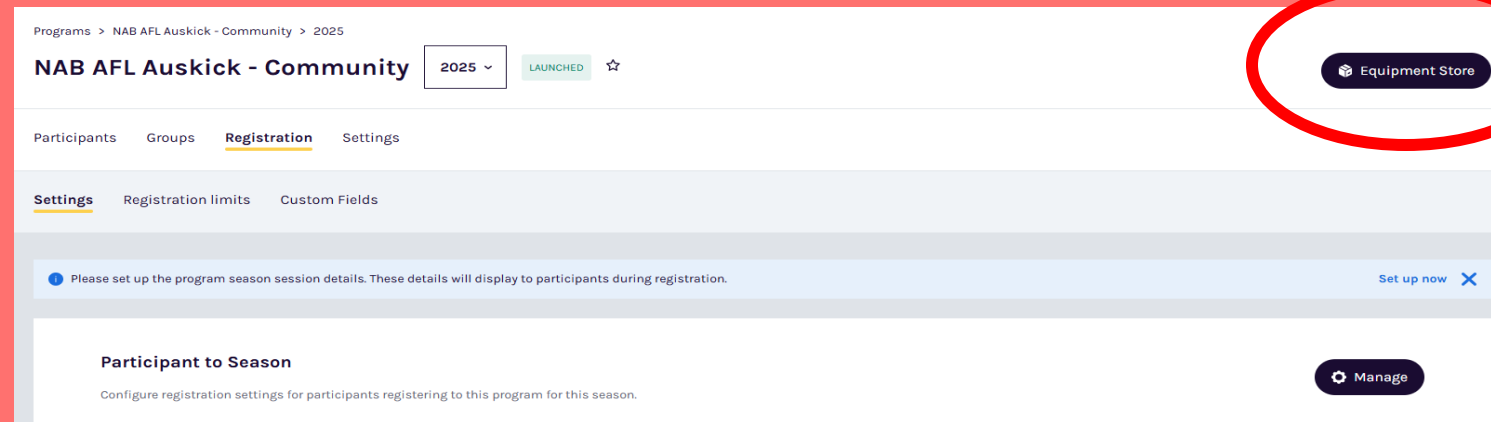 Programs > NAB AFL Auskick - Community > 2025
NAB AFL Auskick - Community 2025 LAUNCHED
Equipment Store
Participants Groups Registration Settings
Settings Registration limits Custom Fields
Please set up the program season session details. These details will display to participants during registration. Set up now
Participant to Season
Manage
Configure registration settings for participants registering to this program for this season.